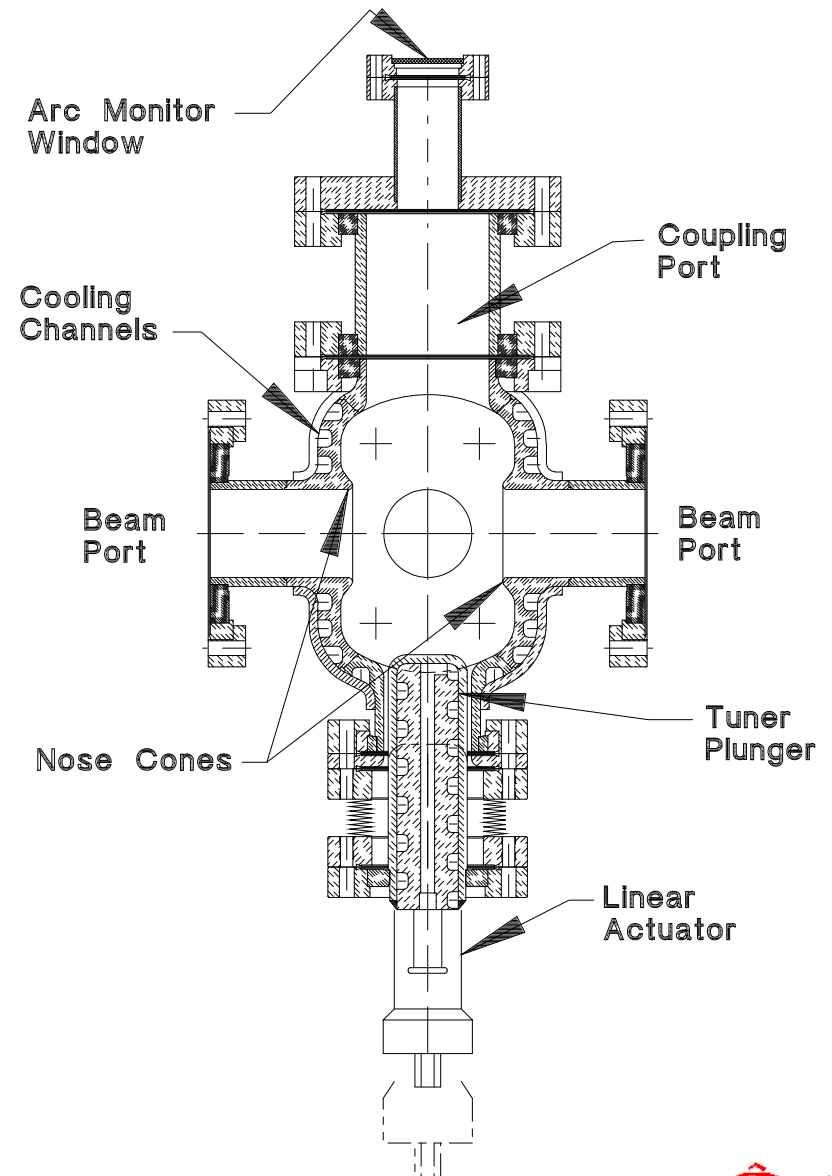 Arc Monitor
Window
Coupling
Port
Cooling
Channels
Beam
Port
Beam
Port
Nose Cones
Tuner
Plunger
Linear
Actuator